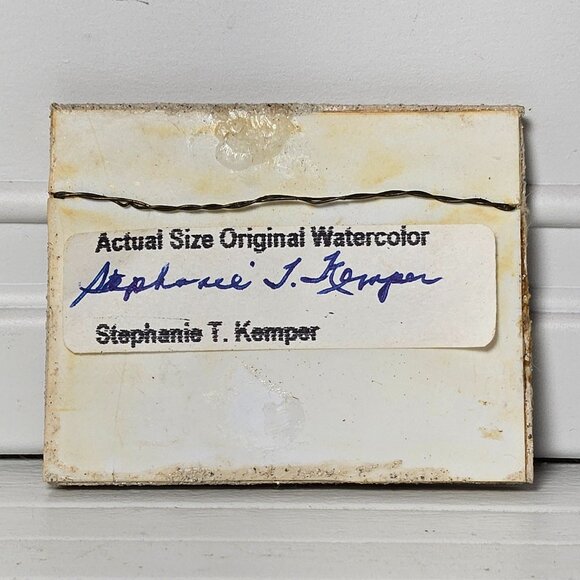 Actual Size Original Watercolor
Stephanie T. Kemper
Stephanie T. Kemper